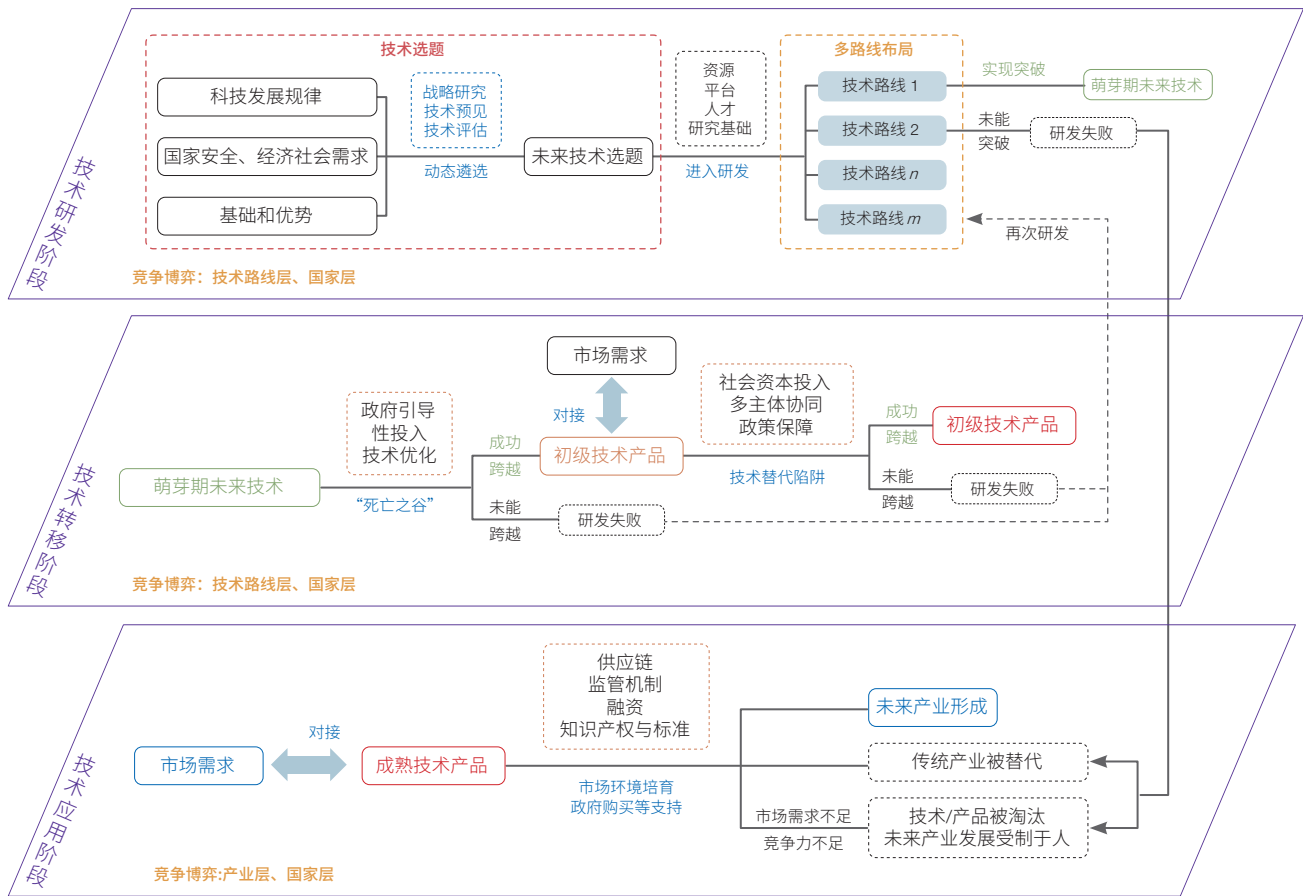 技术研发阶段
技术选题
科技发展规律
国家安全、经济社会需求
基础和优势
战略研究
技术预见
技术评估
动态遴选
未来技术选题
资源
平台
人才
研究基础
进入研发
多路线布局
技术路线 1
技术路线 2
技术路线 n
技术路线 m
实现突破
萌芽期未来技术
未能
突破
研发失败
再次研发
竞争博弈：技术路线层、国家层
技术转移阶段
萌芽期未来技术
政府引导
性投入
技术优化
“死亡之谷”
成功
跨越
未能
跨越
研发失败
市场需求
对接
初级技术产品
社会资本投入
多主体协同
政策保障
技术替代陷阱
成功
跨越
初级技术产品
未能
跨越
研发失败
竞争博弈：技术路线层、国家层
技术应用阶段
市场需求
对接
成熟技术产品
供应链
监管机制
融资
知识产权与标准
市场环境培育
政府购买等支持
未来产业形成
传统产业被替代
市场需求不足
竞争力不足
技术/产品被淘汰
未来产业发展受制于人
竞争博弈:产业层、国家层